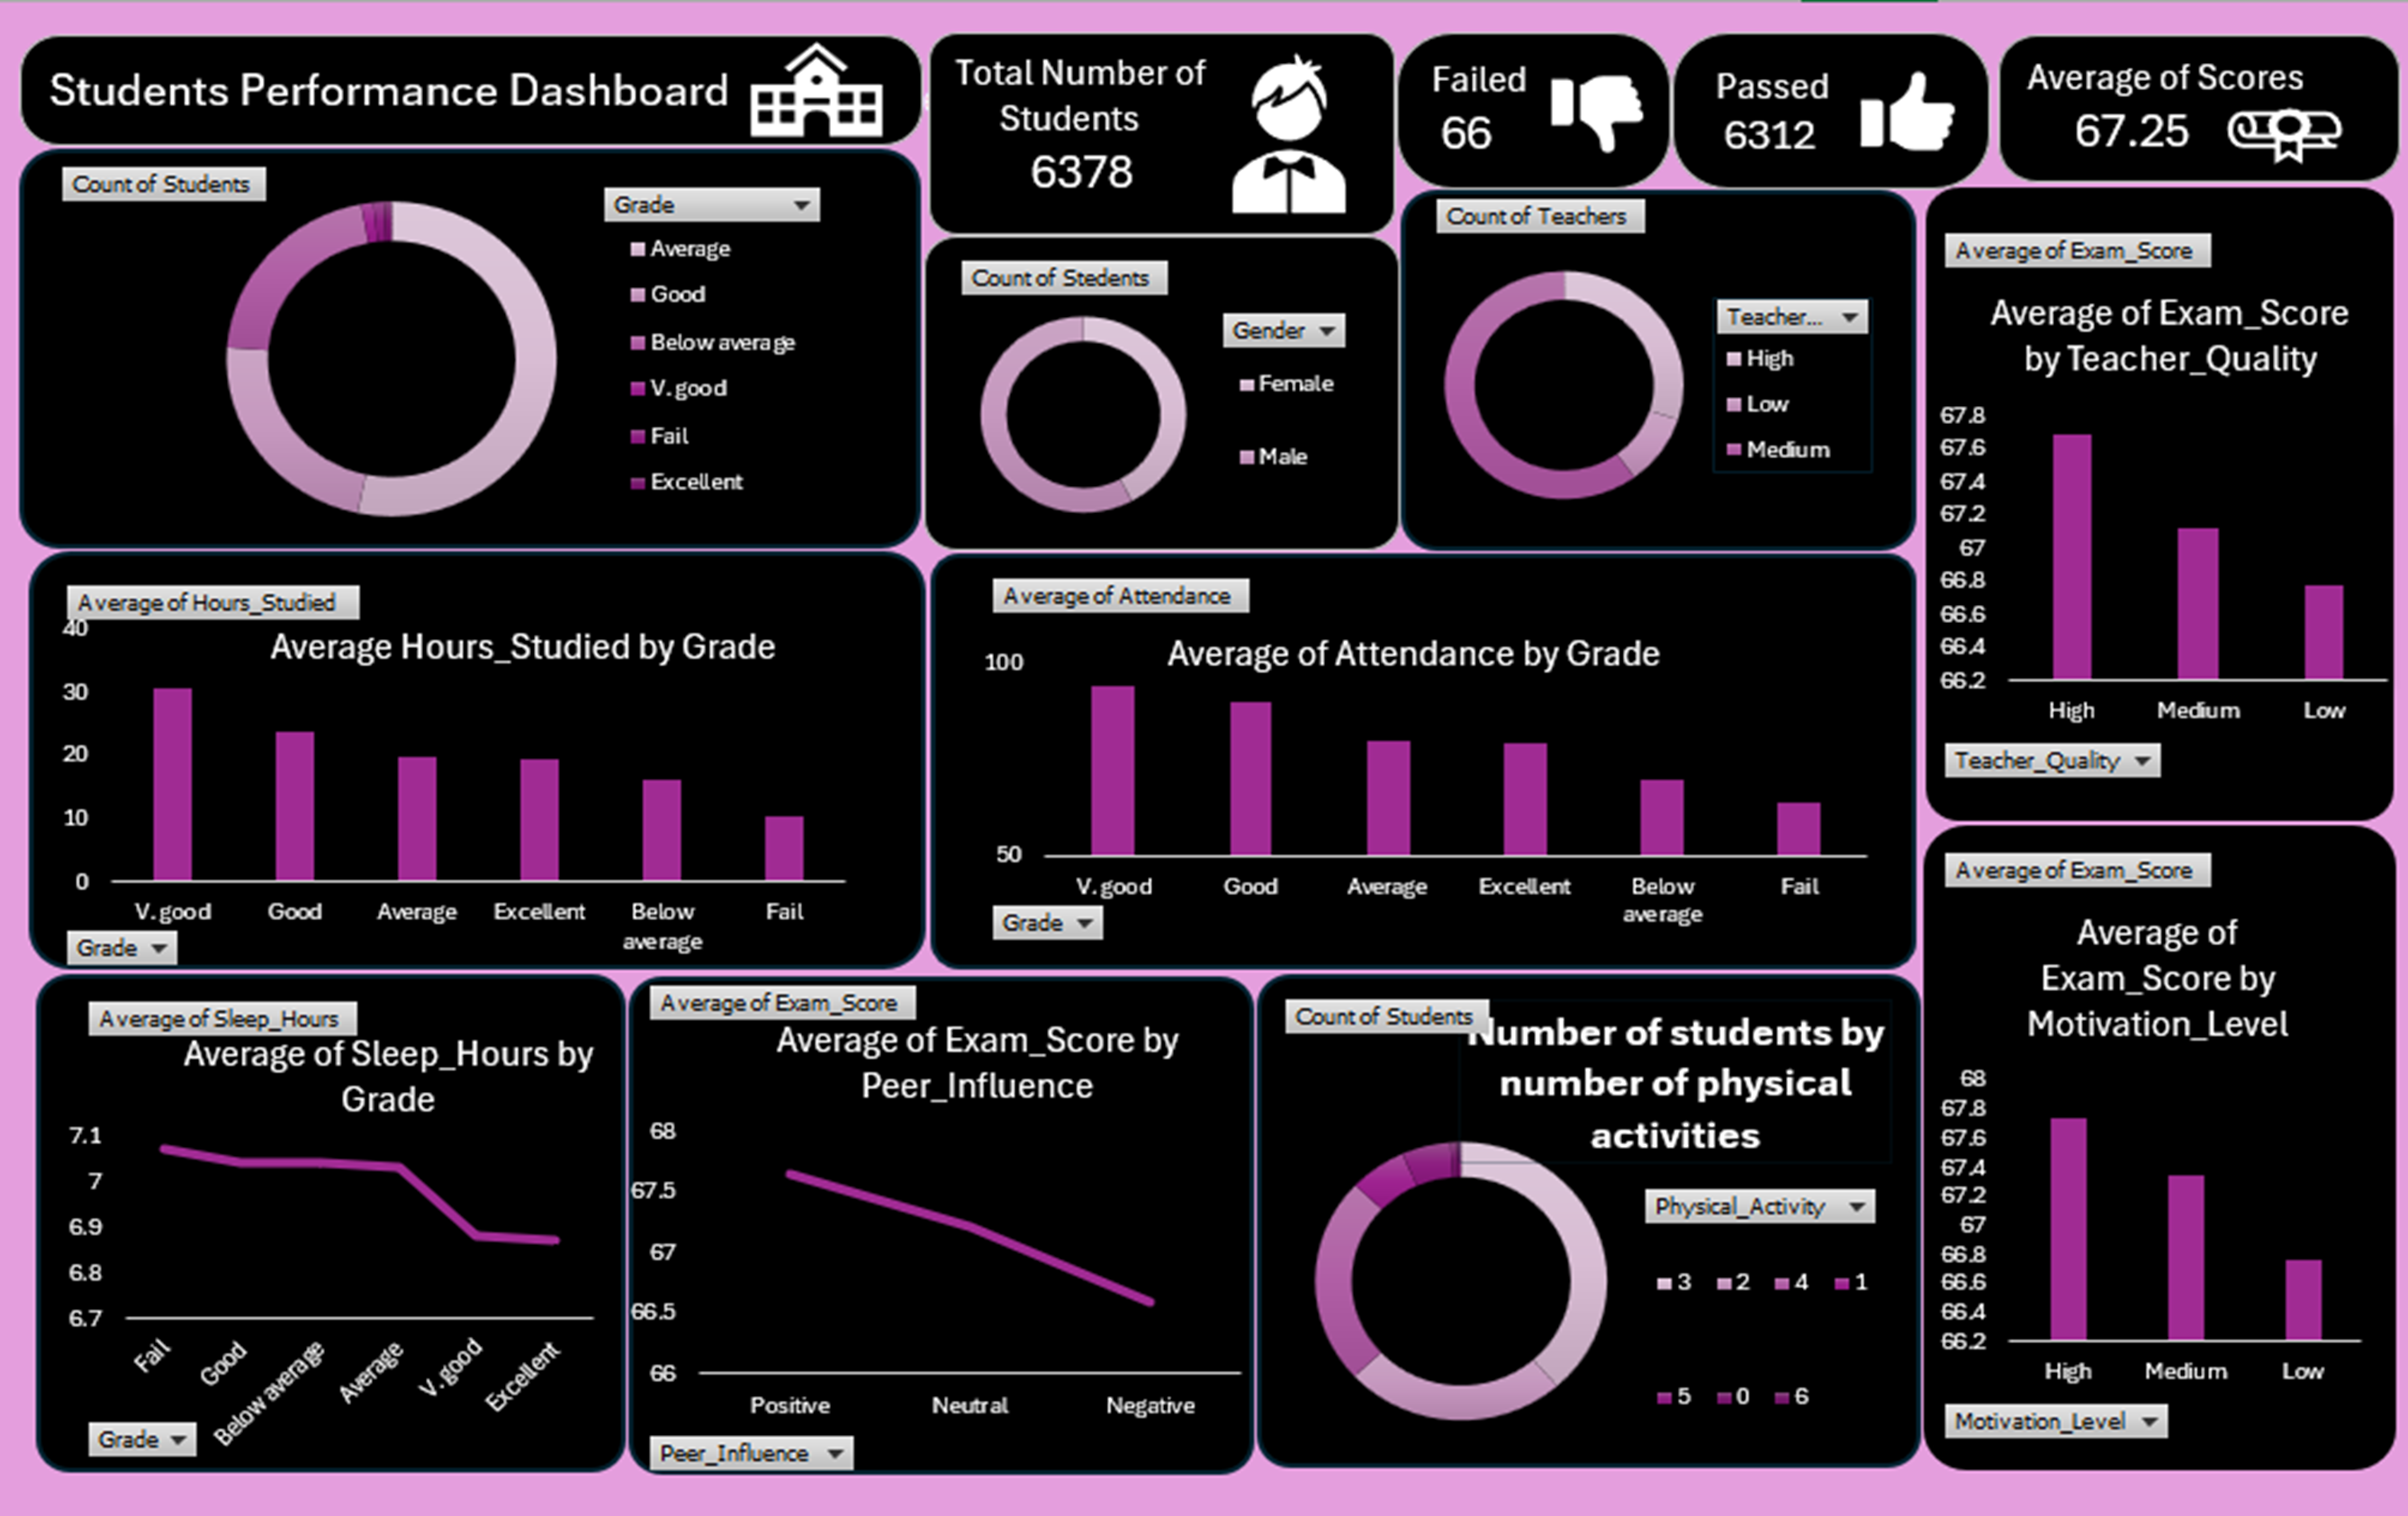 Students Performance Dashboard
Total Number of
Students
6378
Failed
66
Passed
6312
Average of Scores
67.25
Count of Students
Grade
Average
Good
Below average
V.good
Fail
Excellent
Count of Stedents
Gender
Female
Male
Count of Teachers
Teacher...
High
Low
Medium
Average of Exam_Score
Average of Exam_Score
by Teacher_Quality
67.8
67.6
67.4
67.2
67
66.8
66.6
66.4
66.2
High Medium Low
Teacher_Quality
Average of Hours_Studied
Average Hours_Studied by Grade
40
30
20
10
0
V.good Good Average Excellent Below average Fail
Grade
Average of Attendance
Average of Attendance by Grade
100
50
V.good Good Average Excellent Below average Fail
Grade
Average of Sleep_Hours
Average of Sleep_Hours by
Grade
7.1
7
6.9
6.8
6.7
Fail Good Below average Average V.good Excellent
Grade
Average of Exam_Score
Average of Exam_Score by
Peer_Influence
68
67.5
67
66.5
66
Positive Neutral Negative
Peer_Influence
Count of Students
Number of students by
number of physical
activities
Physical_Activity
3 2 4 1
5 0 6
Average of Exam_Score
Average of
Exam_Score by
Motivation_Level
68
67.8
67.6
67.4
67.2
67
66.8
66.6
66.4
66.2
High Medium Low
Motivation_Level